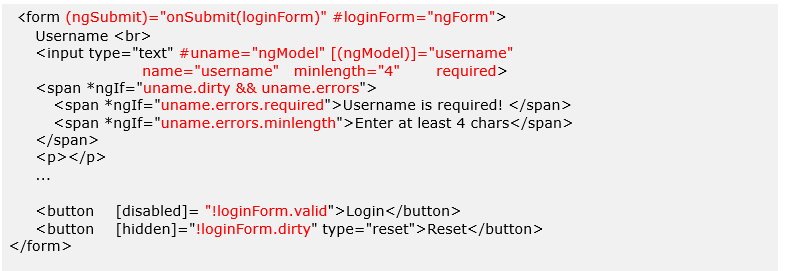 <form (ngSubmit)="onSubmit(loginForm)" #loginForm="ngForm">
Username <br>
<input type="text" #uname="ngModel" [(ngModel)]="username"
name="username" minlength="4" required>
<span *ngIf="uname.dirty && uname.errors">
<span *ngIf="uname.errors.required">Username is required! </span>
<span *ngIf="uname.errors.minlength">Enter at least 4 chars</span>
</span>
<p></p>
...
<button [disabled]= "!loginForm.valid">Login</button>
<button [hidden]="!loginForm.dirty" type="reset">Reset</button>
</form>